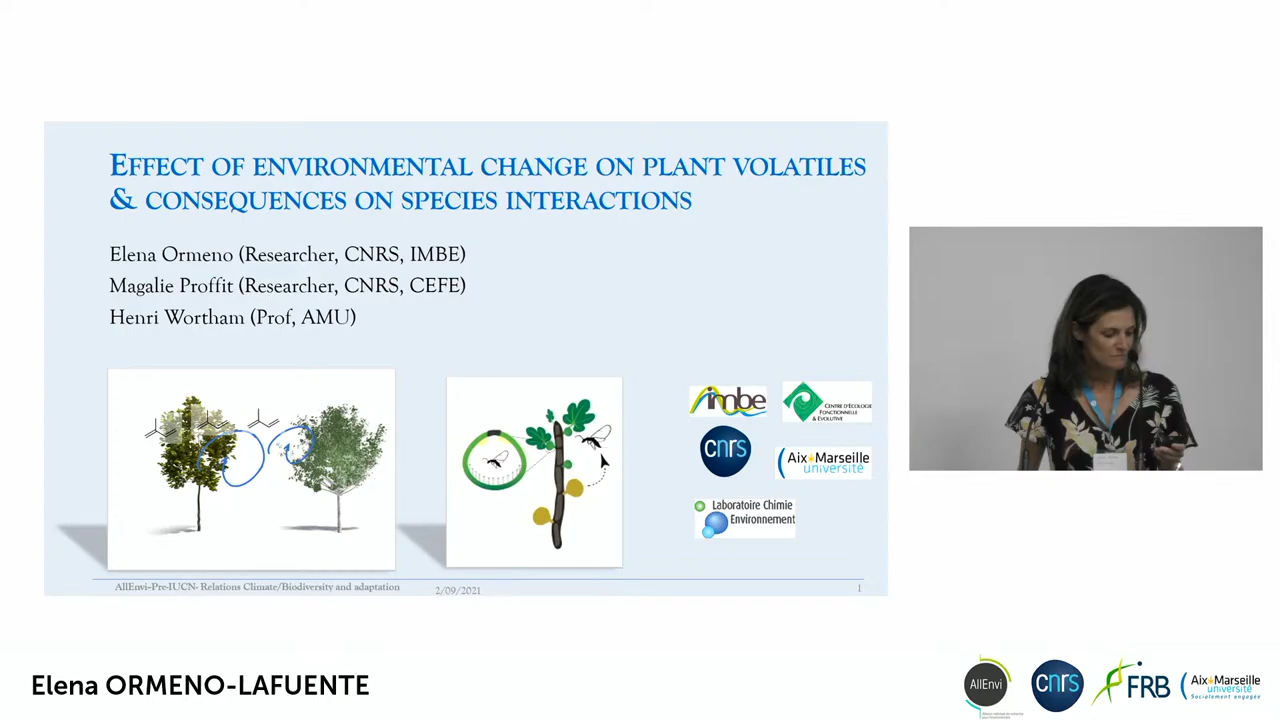 EFFECT OF ENVIRONMENTAL CHANGE ON PLANT VOLATILES
& CONSEQUENCES ON SPECIES INTERACTIONS
Elena Ormeno (Researcher, CNRS, IMBE)
Magalie Proffit (Researcher, CNRS, CEFE)
Henri Wortham (Prof, AMU)
imbe
CENTRE D'ÉCOLOGIE
FONCTIONNELLE
& ÉVOLUTIVE
cnrs
Aix*Marseille
université
Laboratoire Chimie
Environnement
AllEnvi-Pre-IUCN- Relations Climate/Biodiversity and adaptation
2/09/2021
1
Elena ORMENO-LAFUENTE
AllEnvi
cnrs
FRB
Aix*Marseille
université
Socialement engagée